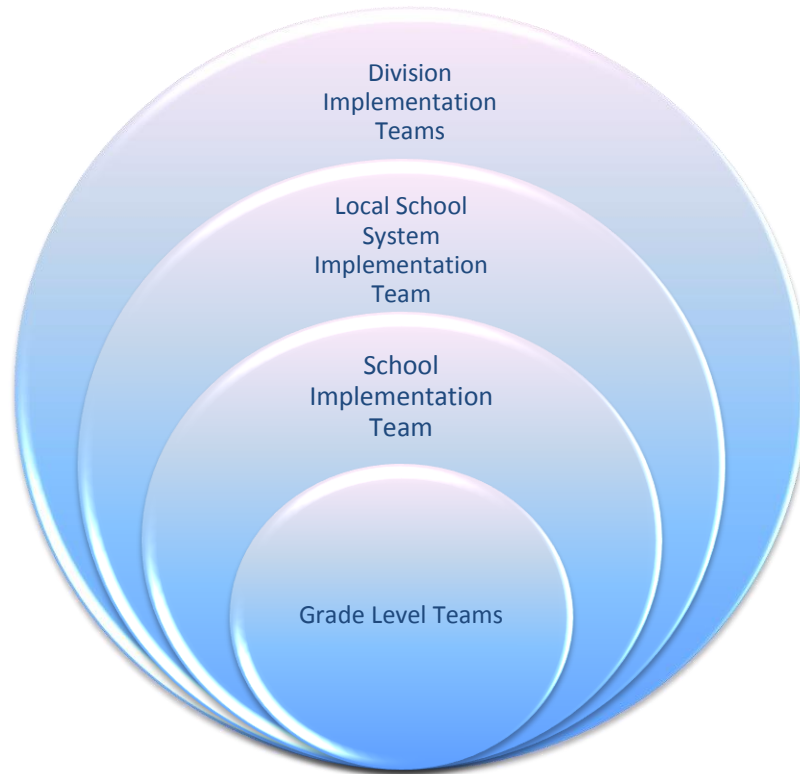 Division
Implementation
Teams
Local School
System
Implementation
Team
School
Implementation
Team
Grade Level Teams